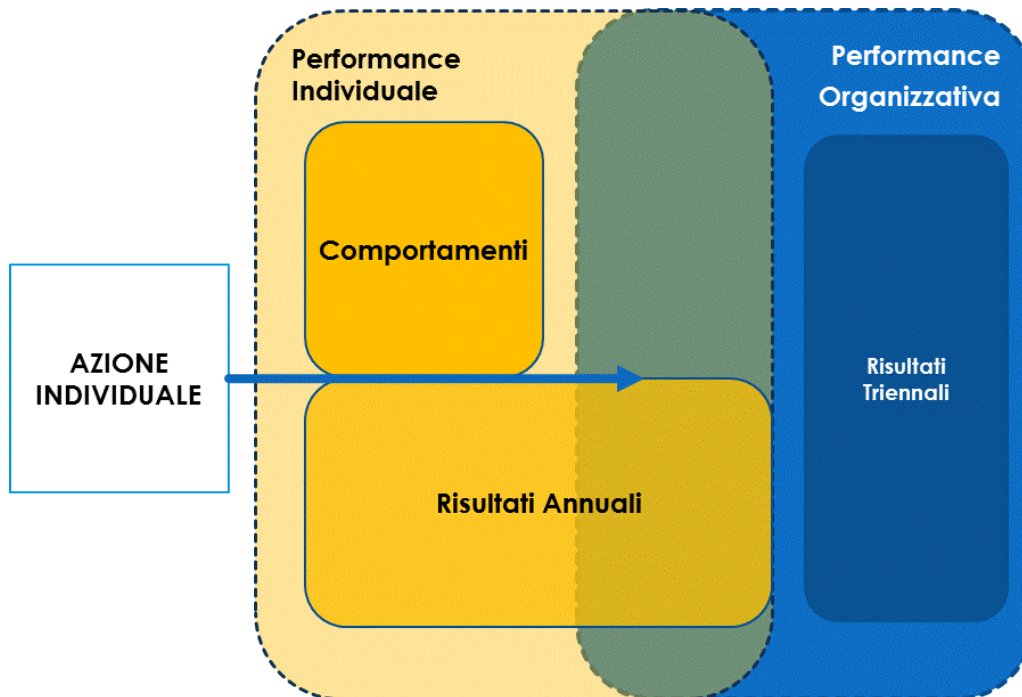 Performance
Individuale
Performance
Organizzativa
Comportamenti
AZIONE
INDIVIDUALE
Risultati
Triennali
Risultati Annuali